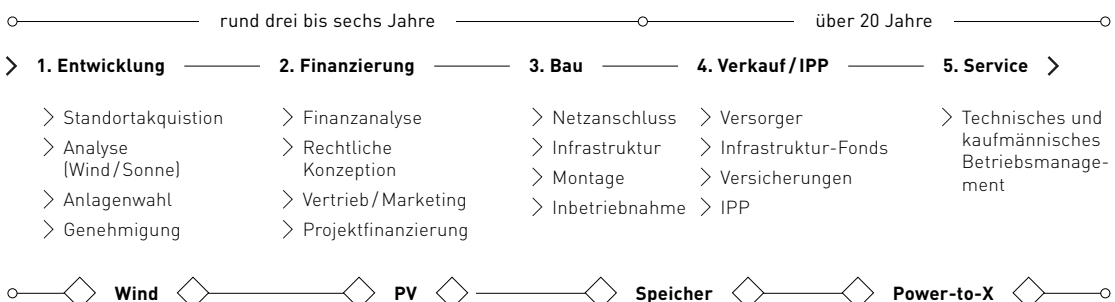 rund drei bis sechs Jahre
über 20 Jahre
1. Entwicklung
2. Finanzierung
3. Bau
4. Verkauf / IPP
5. Service
Standortakquistion
Analyse
(Wind / Sonne)
Anlagenwahl
Genehmigung
Finanzanalyse
Rechtliche
Konzeption
Vertrieb / Marketing
Projektfinanzierung
Netzanschluss
Infrastruktur
Montage
Inbetriebnahme
Versorger
Infrastruktur-Fonds
Versicherungen
IPP
Technisches und
kaufmännisches
Betriebsmanage-
ment
Wind
PV
Speicher
Power-to-X